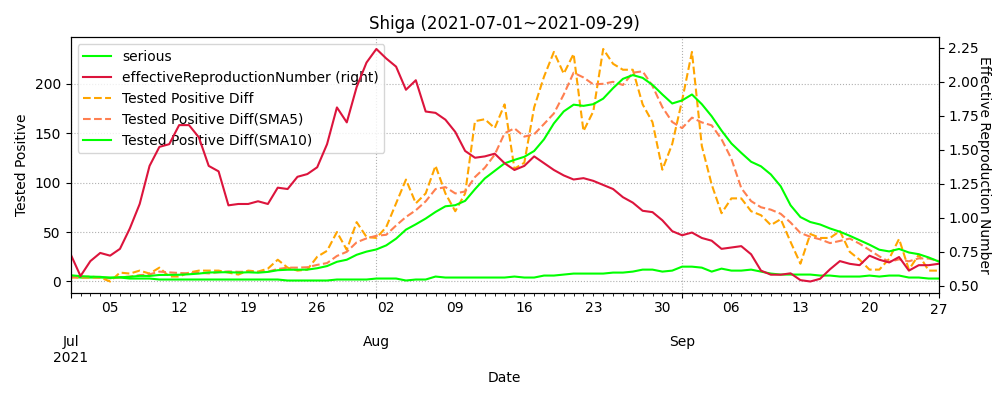 Shiga (2021-07-01~2021-09-29)
serious
effectiveReproductionNumber (right)
Tested Positive Diff
Tested Positive Diff(SMA5)
Tested Positive Diff(SMA10)
Tested Positive
200
150
100
50
0
2.25
2.00
1.75
1.50
1.25
1.00
0.75
0.50
Effective Reproduction Number
05 12 19 26 02 09 16 23 30 06 13 20 27
Jul Aug Sep
2021
Date